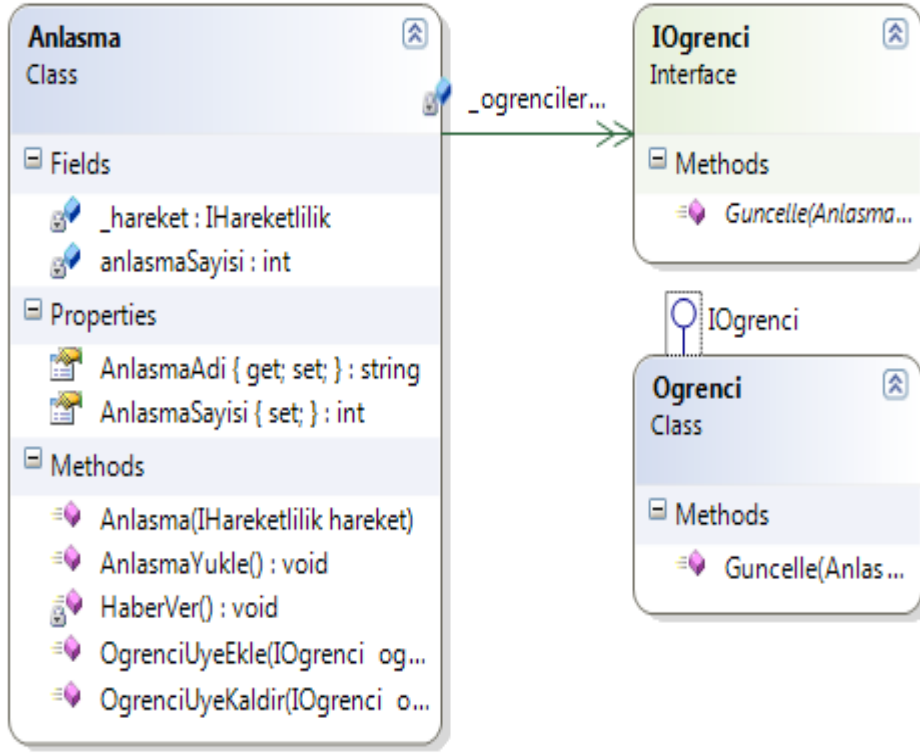 Anlasma
Class
Fields
_hareket : IHareketlilik
anlasmaSayisi : int
Properties
AnlasmaAdi { get; set; } : string
AnlasmaSayisi { set; } : int
Methods
Anlasma(IHareketlilik hareket)
AnlasmaYukle() : void
HaberVer() : void
OgrenciUyeEkle(IOgrenci og...
OgrenciUyeKaldir(IOgrenci o...
_ogrenciler...
IOgrenci
Interface
Methods
Guncelle(Anlasma...
IOgrenci
Ogrenci
Class
Methods
Guncelle(Anlas...